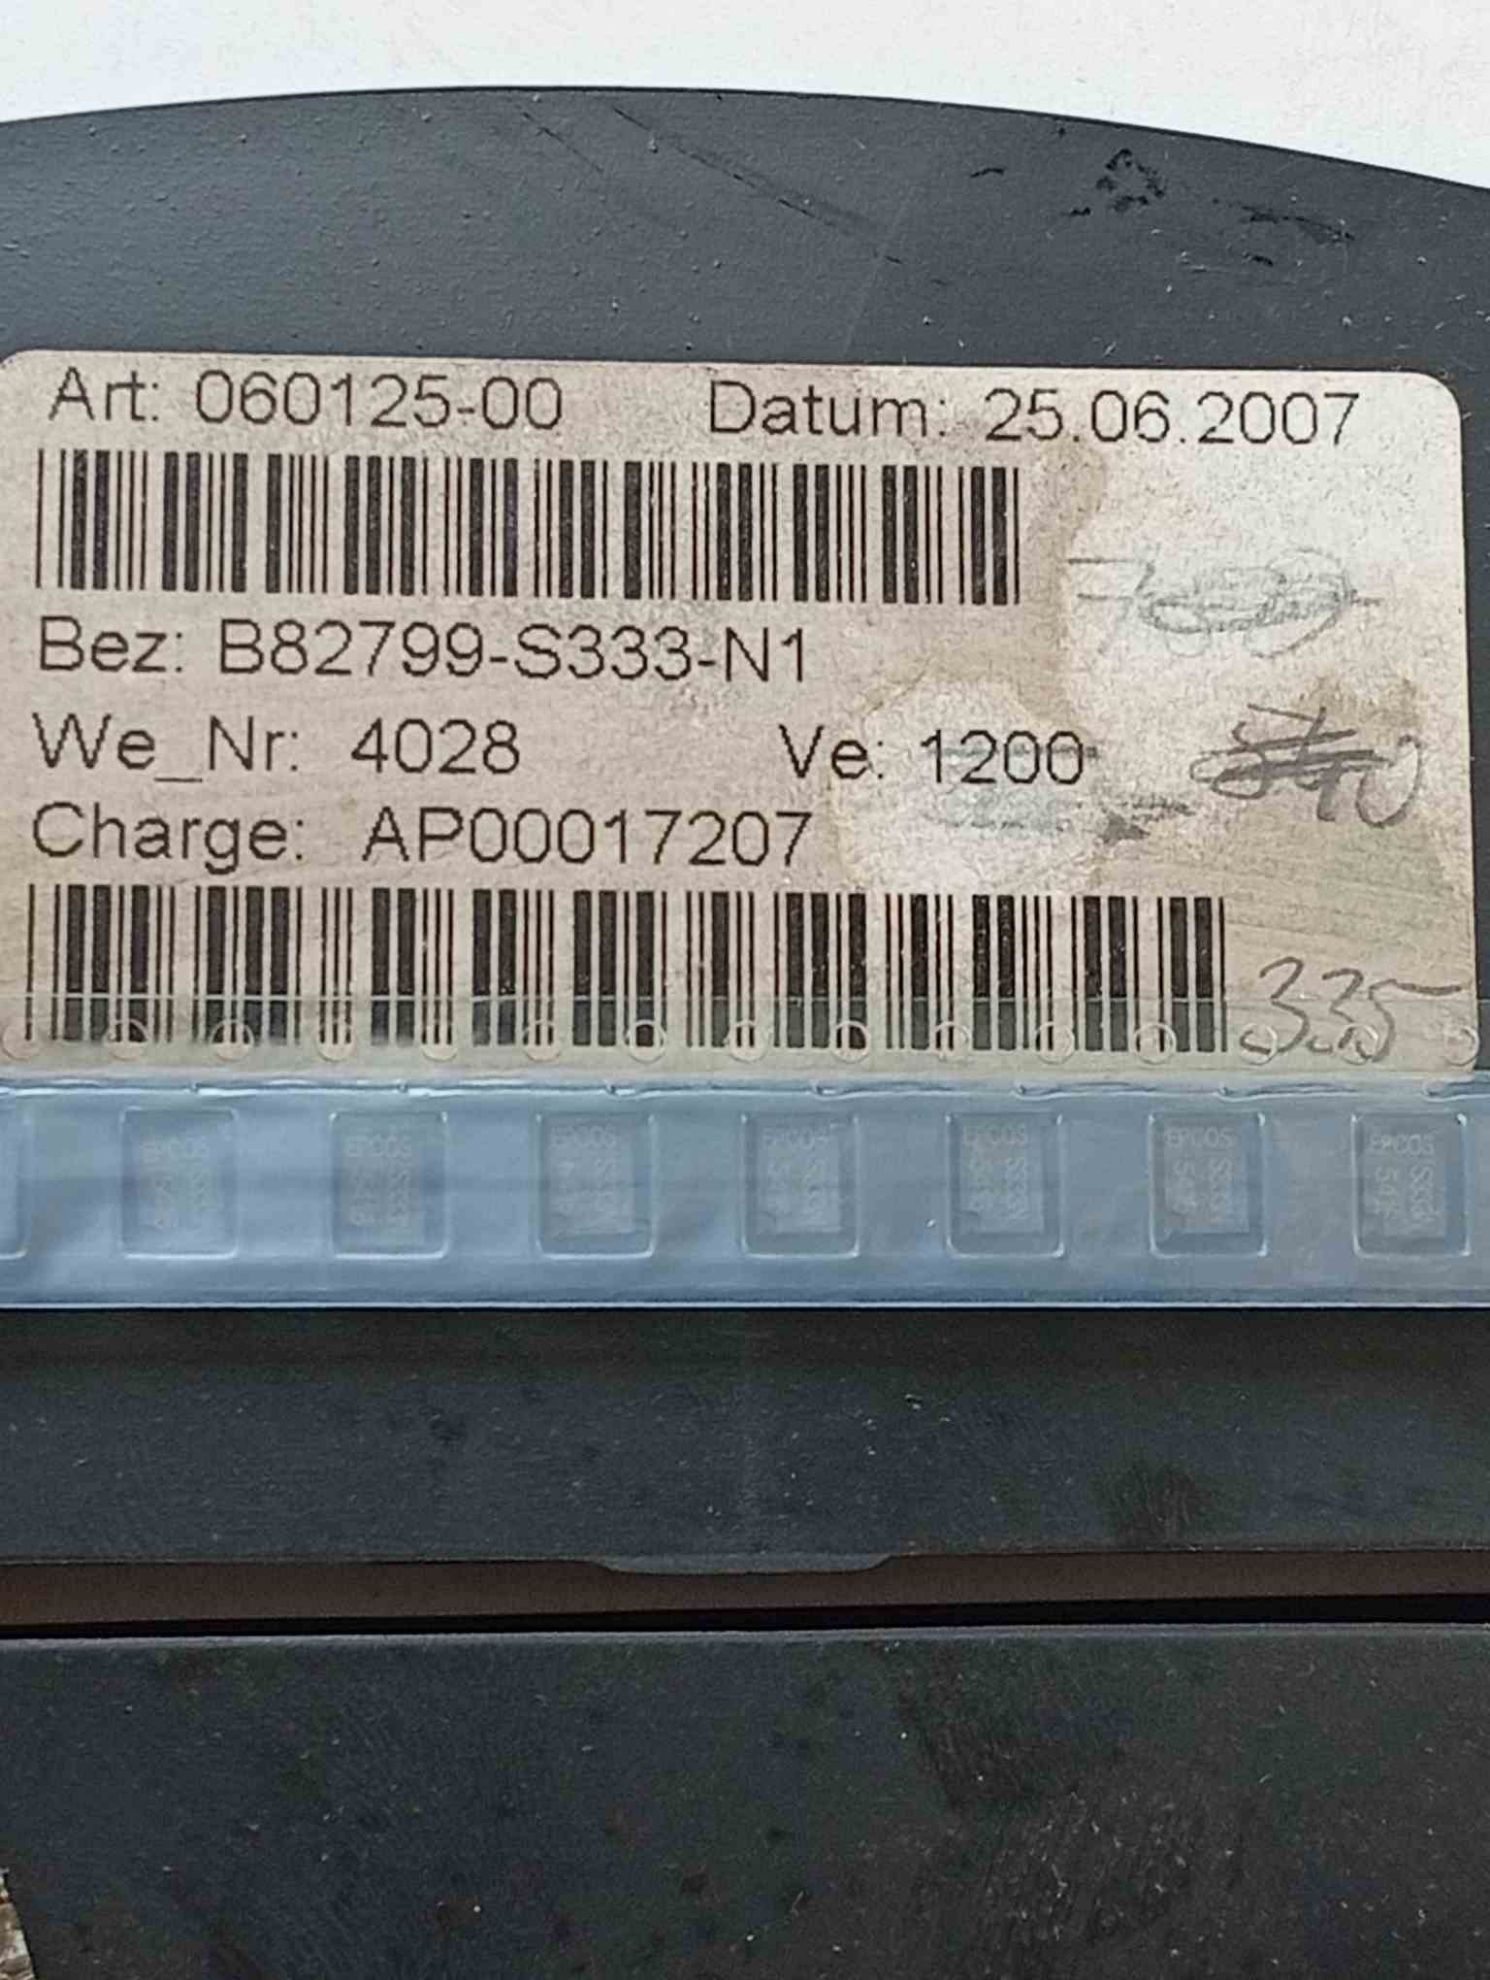 Art: 060125-00 Datum: 25.06.2007
Bez: B82799-S333-N1
We_Nr: 4028 Ve: 1200
Charge: AP00017207
335
EPCOS EPCOS EPCOS EPCOS EPCOS EPCOS EPCOS